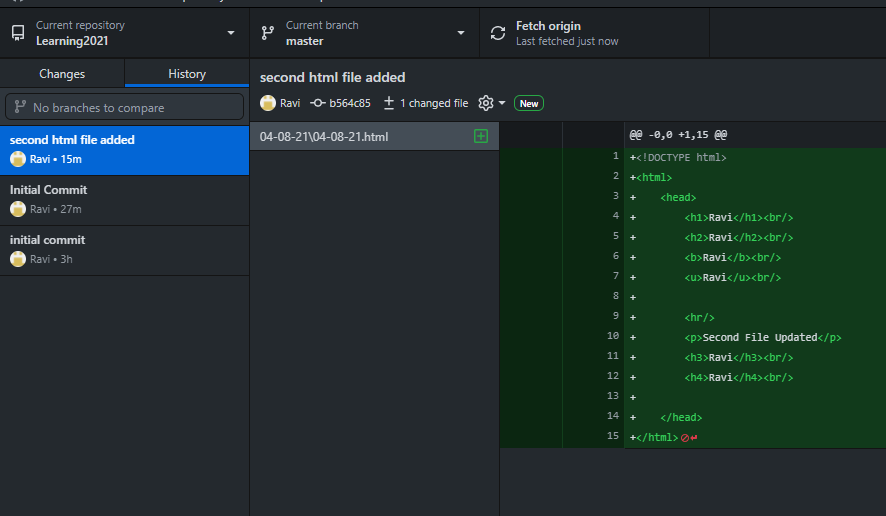 Current repository
Learning2021
Current branch
master
Fetch origin
Last fetched just now
Changes
History
No branches to compare
second html file added
Ravi • 15m
Initial Commit
Ravi • 27m
initial commit
Ravi • 3h
second html file added
Ravi b564c85 1 changed file New
04-08-21\04-08-21.html
@@ -0,0 +1,15 @@
1 +<!DOCTYPE html>
2 +<html>
3 + <head>
4 + <h1>Ravi</h1><br/>
5 + <h2>Ravi</h2><br/>
6 + <b>Ravi</b><br/>
7 + <u>Ravi</u><br/>
8 +
9 + <hr/>
10 + <p>Second File Updated</p>
11 + <h3>Ravi</h3><br/>
12 + <h4>Ravi</h4><br/>
13 +
14 + </head>
15 +</html>